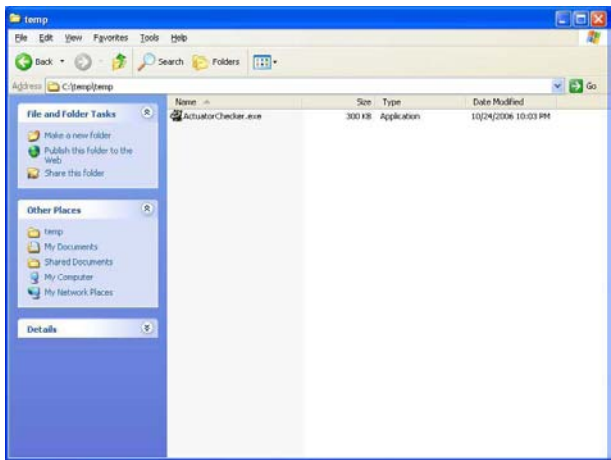 temp
File Edit View Favorites Tools Help
Back Search Folders
Address C:\temp\temp Go
File and Folder Tasks
Make a new folder
Publish this folder to the
Web
Share this folder
Other Places
temp
My Documents
Shared Documents
My Computer
My Network Places
Details
Name Size Type Date Modified
ActuatorChecker.exe 300 KB Application 10/24/2006 10:03 PM